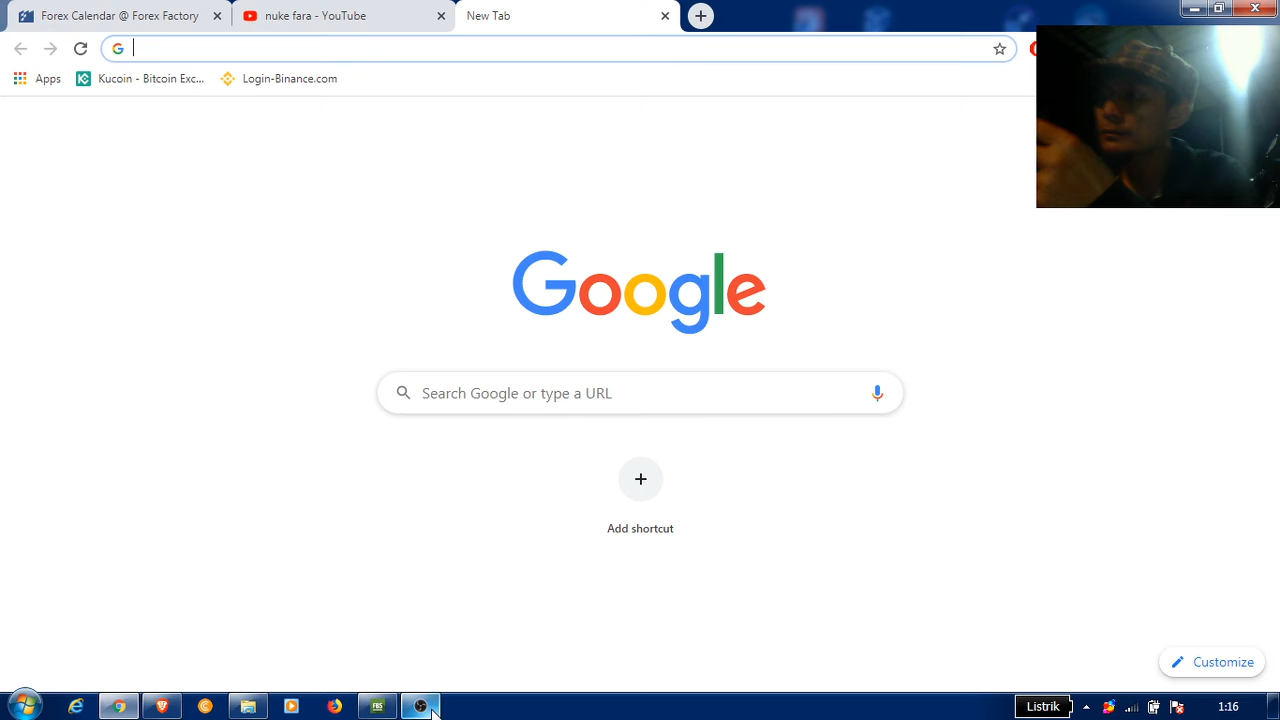 Forex Calendar @ Forex Factory
nuke fara - YouTube
New Tab
Apps
Kucoin - Bitcoin Exc...
Login-Binance.com
Google
Search Google or type a URL
Add shortcut
Customize
FBS
Listrik
1:16